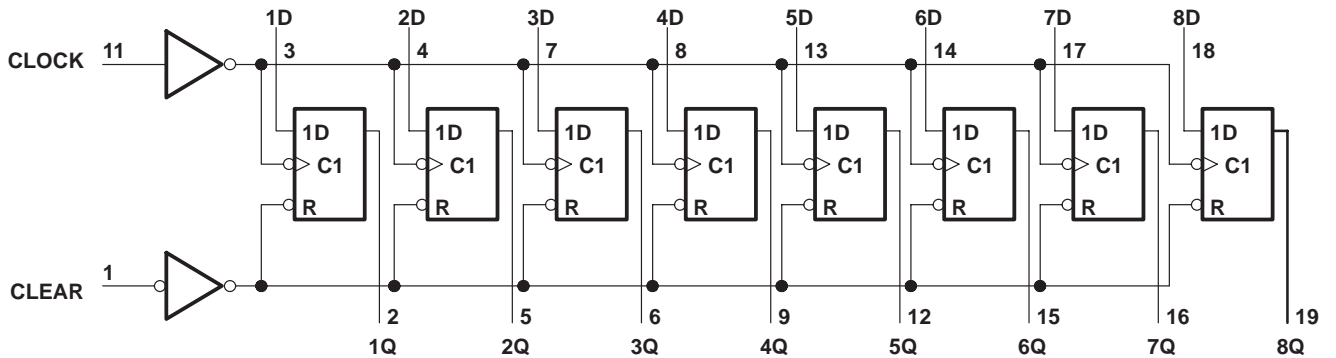 1D 2D 3D 4D 5D 6D 7D 8D
CLOCK 11 3 4 7 8 13 14 17 18
1D 1D 1D 1D 1D 1D 1D 1D
C1 C1 C1 C1 C1 C1 C1 C1
R R R R R R R R
CLEAR 1
2 5 6 9 12 15 16 19
1Q 2Q 3Q 4Q 5Q 6Q 7Q 8Q